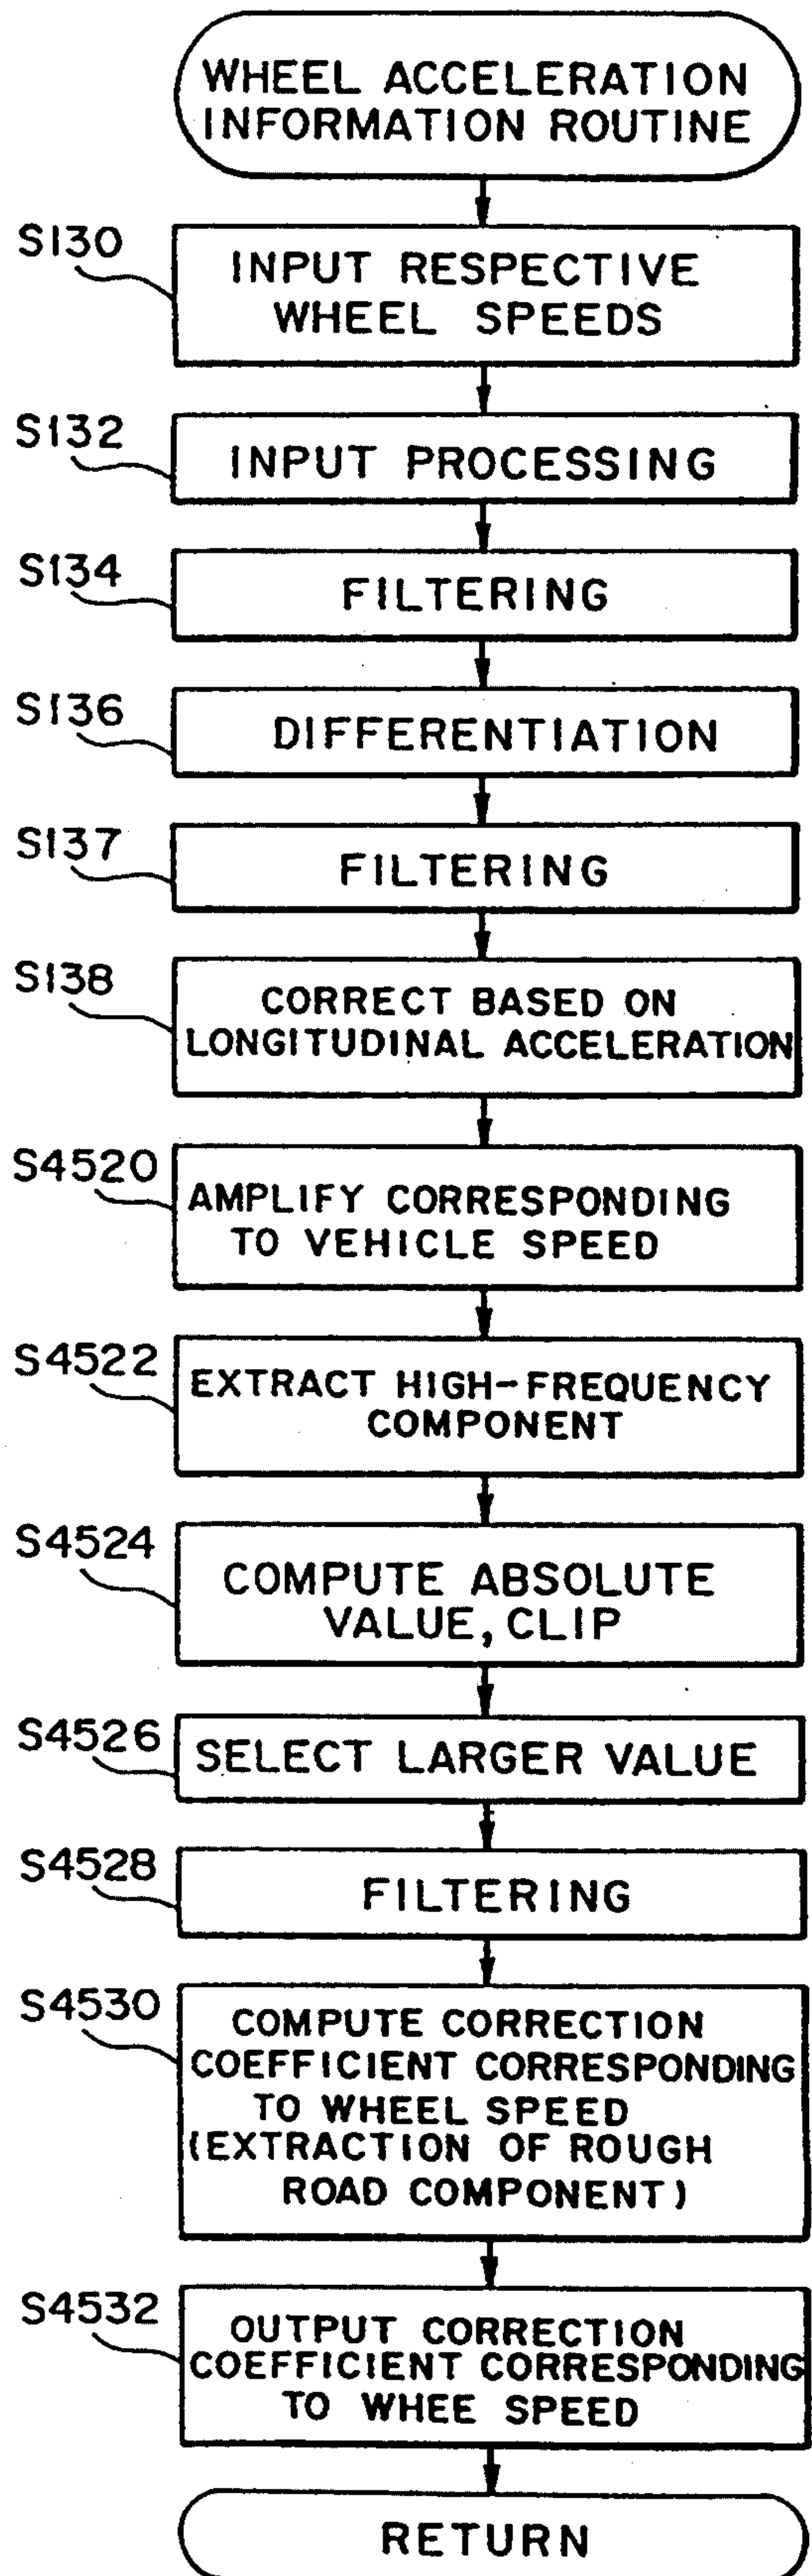 WHEEL ACCELERATION
INFORMATION ROUTINE
S130
INPUT RESPECTIVE
WHEEL SPEEDS
S132
INPUT PROCESSING
S134
FILTERING
S136
DIFFERENTIATION
S137
FILTERING
S138
CORRECT BASED ON
LONGITUDINAL ACCELERATION
S4520
AMPLIFY CORRESPONDING
TO VEHICLE SPEED
S4522
EXTRACT HIGH-FREQUENCY
COMPONENT
S4524
COMPUTE ABSOLUTE
VALUE, CLIP
S4526
SELECT LARGER VALUE
S4528
FILTERING
S4530
COMPUTE CORRECTION
COEFFICIENT CORRESPONDING
TO WHEEL SPEED
(EXTRACTION OF ROUGH
ROAD COMPONENT)
S4532
OUTPUT CORRECTION
COEFFICIENT CORRESPONDING
TO WHEE SPEED
RETURN